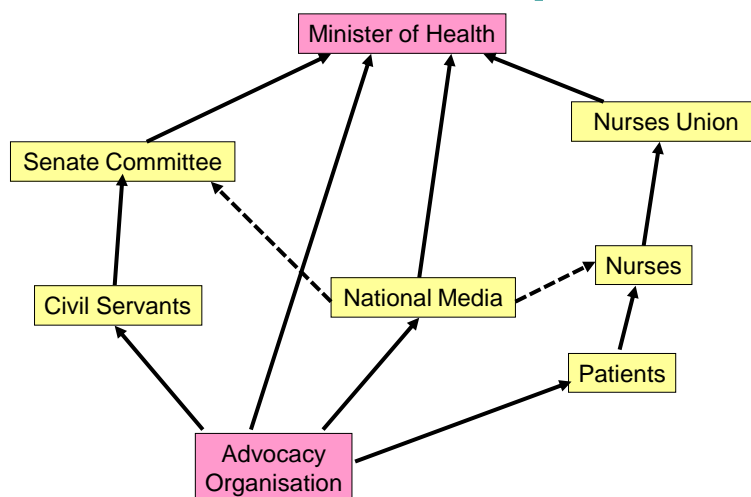 Minister of Health
Nurses Union
Senate Committee
Nurses
National Media
Civil Servants
Patients
Advocacy
Organisation